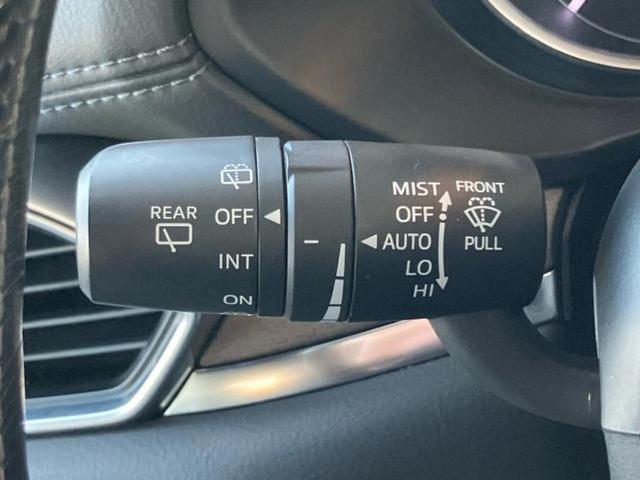 REAR
OFF
INT
ON
MIST
OFF
AUTO
LO
HI
FRONT
PULL